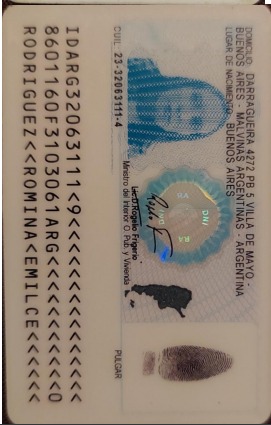 DOMICILIO: DARRAGUEIRA 4272 PB 5 VILLA DE MAYO -
BUENOS AIRES - MALVINAS ARGENTINAS - ARGENTINA
LUGAR DE NACIMIENTO: BUENOS AIRES
CUIL: 23-32063111-4
DNI
Lic. D. Rogelio Frigerio
Ministro del Interior, O. Pub. y Vivienda
PULGAR
IDARG32063111<9<<<<<<<<<<<<<<<
8601160F3103061ARG<<<<<<<<<<<0
RODRIGUEZ<<ROMINA<EMILCE<<<<<<